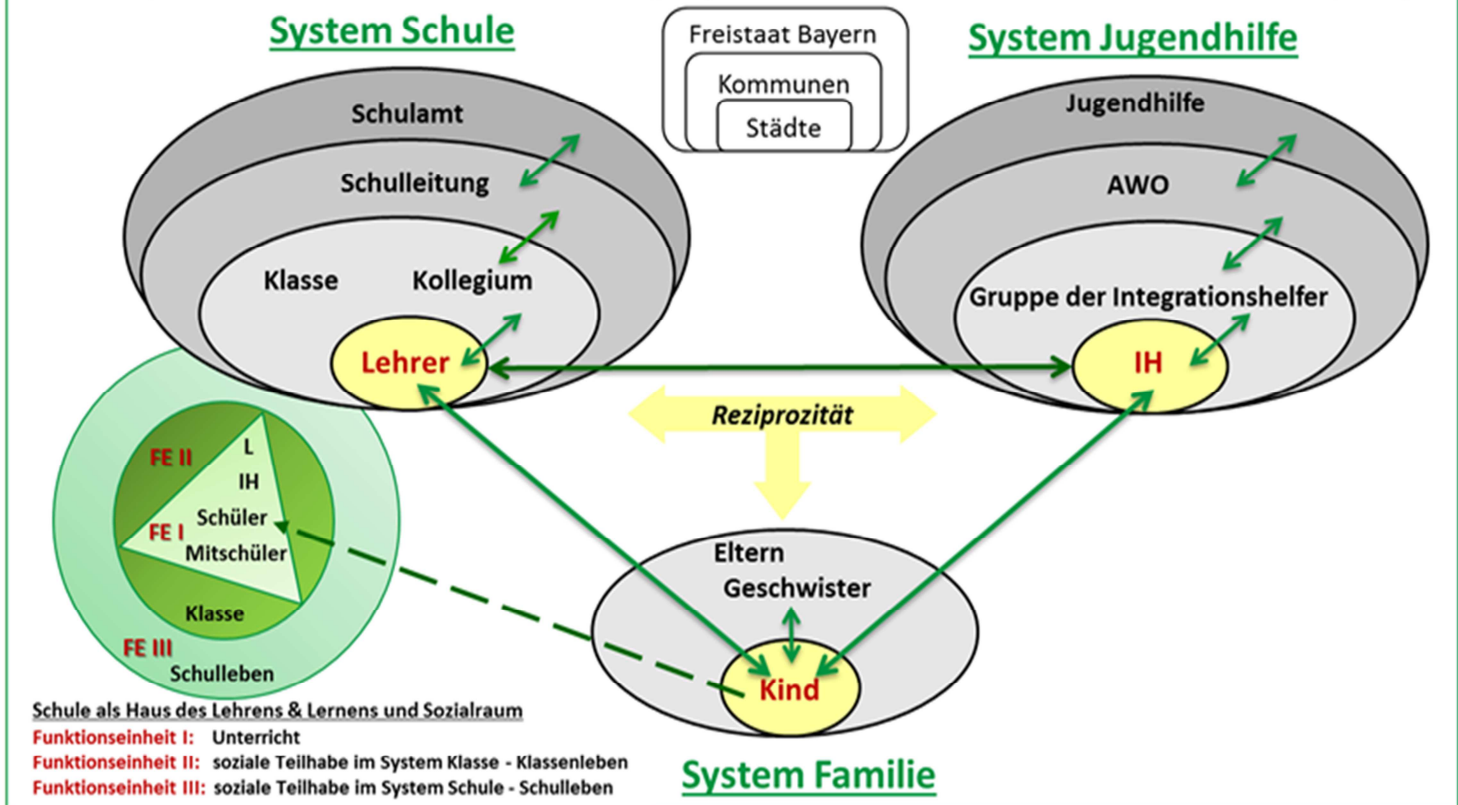 System Schule
Freistaat Bayern
Kommunen
Städte
System Jugendhilfe
Schulamt
Schulleitung
Klasse
Kollegium
Lehrer
Jugendhilfe
AWO
Gruppe der Integrationshelfer
IH
Reziprozität
FE II
L
IH
Schüler
FE I
Mitschüler
Klasse
FE III
Schulleben
Eltern
Geschwister
Kind
System Familie
Schule als Haus des Lehrens & Lernens und Sozialraum
Funktionseinheit I: Unterricht
Funktionseinheit II: soziale Teilhabe im System Klasse - Klassenleben
Funktionseinheit III: soziale Teilhabe im System Schule - Schulleben